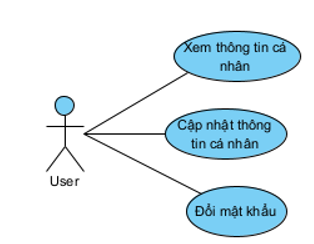 Xem thông tin cá
nhân
Cập nhật thông
tin cá nhân
User
Đổi mật khẩu